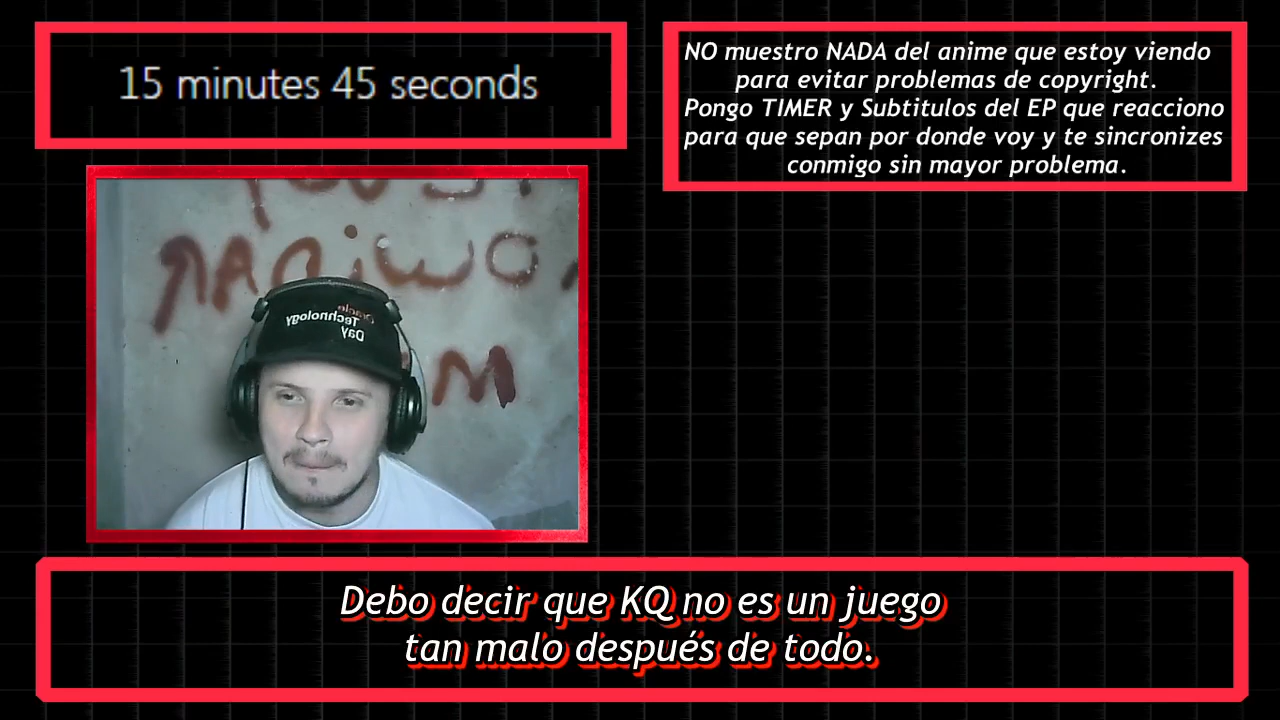 15 minutes 45 seconds
NO muestro NADA del anime que estoy viendo
para evitar problemas de copyright.
Pongo TIMER y Subtitulos del EP que reacciono
para que sepan por donde voy y te sincronizes
conmigo sin mayor problema.
Oracle
Technology
Day
M
Debo decir que KQ no es un juego
tan malo después de todo.